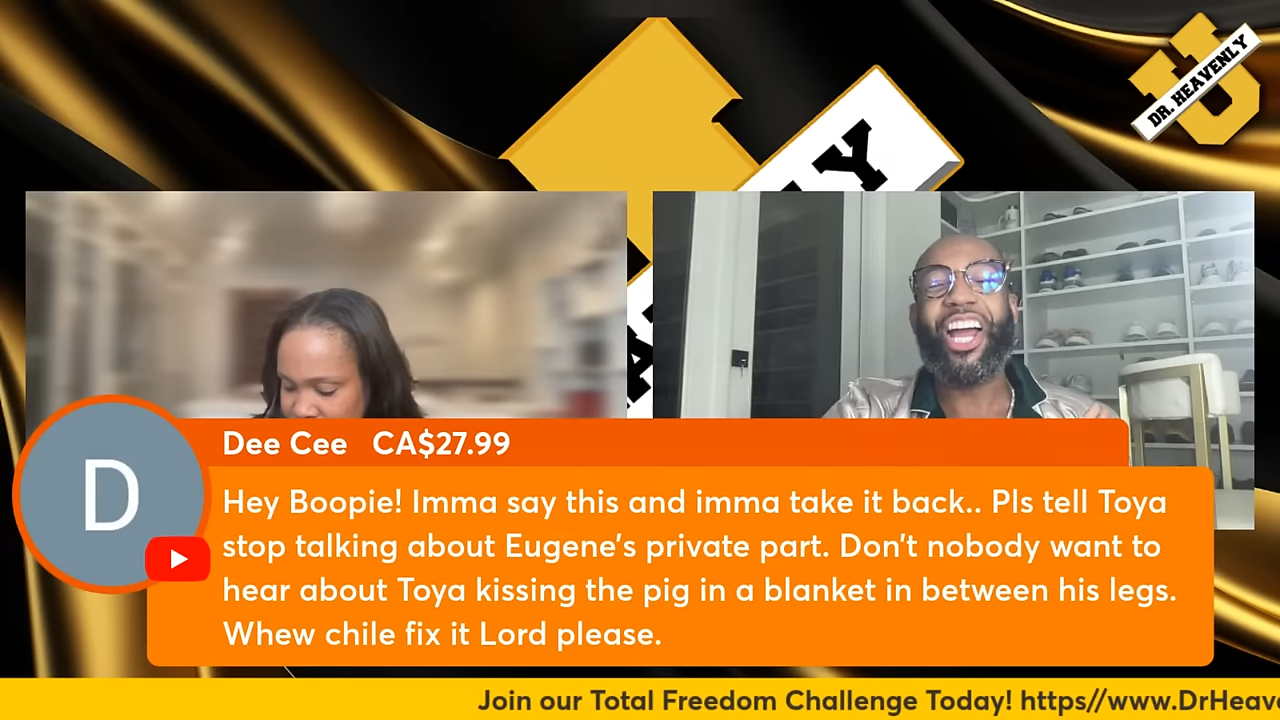 DR. HEAVENLY
Dee Cee CA$27.99
D
Hey Boopie! Imma say this and imma take it back.. Pls tell Toya
stop talking about Eugene's private part. Don't nobody want to
hear about Toya kissing the pig in a blanket in between his legs.
Whew chile fix it Lord please.
Join our Total Freedom Challenge Today! https//www.DrHeave